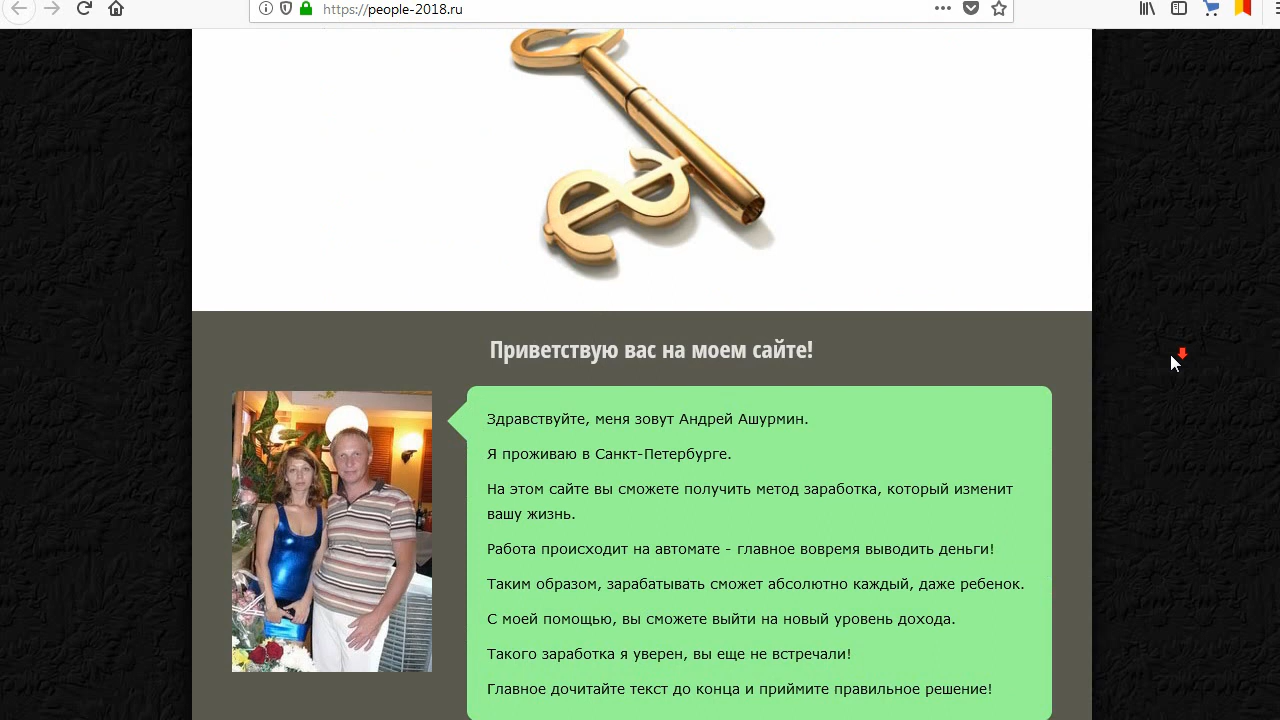 https://people-2018.ru
Приветствую вас на моем сайте!
Здравствуйте, меня зовут Андрей Ашурмин.
Я проживаю в Санкт-Петербурге.
На этом сайте вы сможете получить метод заработка, который изменит
вашу жизнь.
Работа происходит на автомате - главное вовремя выводить деньги!
Таким образом, зарабатывать сможет абсолютно каждый, даже ребенок.
С моей помощью, вы сможете выйти на новый уровень дохода.
Такого заработка я уверен, вы еще не встречали!
Главное дочитайте текст до конца и приймите правильное решение!